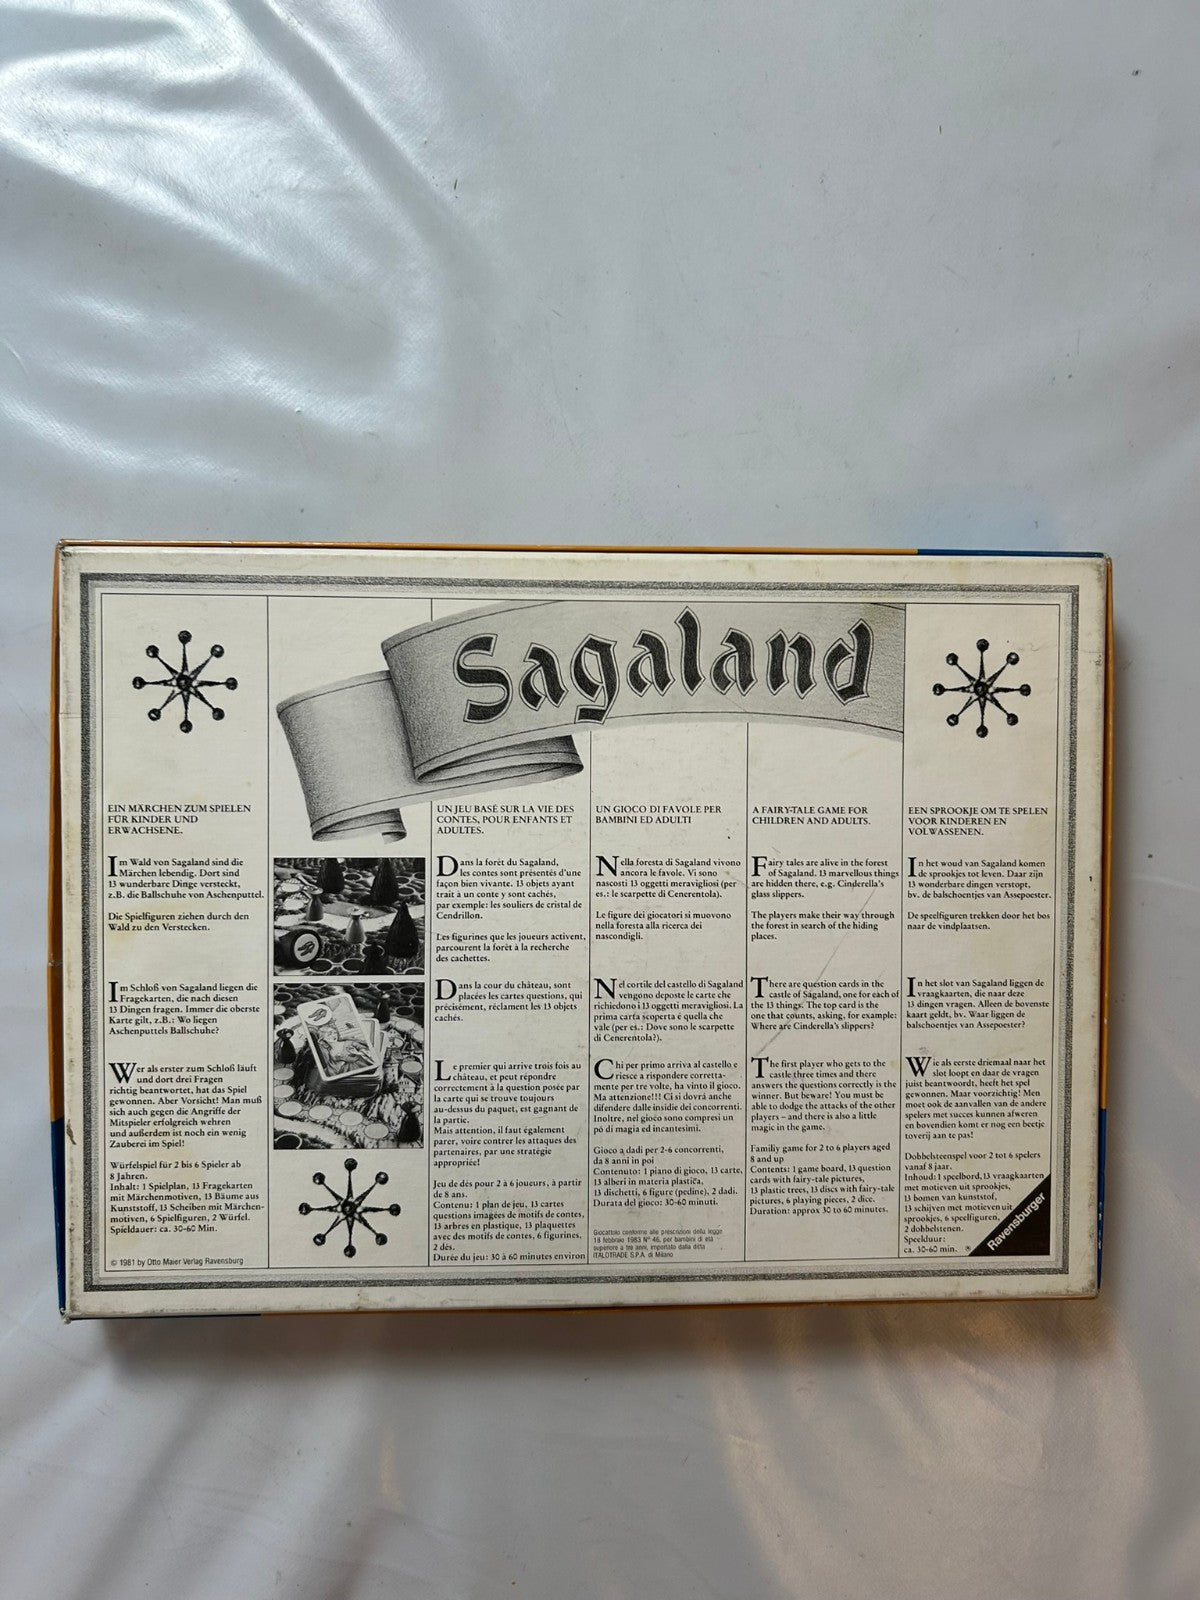 Sagaland
EIN MÄRCHEN ZUM SPIELEN
FÜR KINDER UND
ERWACHSENE.
Im Wald von Sagaland sind die
Märchen lebendig. Dort sind
13 wunderbare Dinge versteckt,
z.B. die Ballschuhe von Aschenputtel.
Die Spielfiguren ziehen durch den
Wald zu den Verstecken.
Im Schloß von Sagaland liegen die
Fragekarten, die nach diesen
13 Dingen fragen. Immer die oberste
Karte gilt, z.B.: Wo liegen
Aschenputtels Ballschuhe?
Wer als erster zum Schloß läuft
und dort drei Fragen
richtig beantwortet, hat das Spiel
gewonnen. Aber Vorsicht! Man muß
sich auch gegen die Angriffe der
Mitspieler erfolgreich wehren
und außerdem ist noch ein wenig
Zauberei im Spiel!
Würfelspiel für 2 bis 6 Spieler ab
8 Jahren.
Inhalt: 1 Spielplan, 13 Fragekarten
mit Märchenmotiven, 13 Bäume aus
Kunststoff, 13 Scheiben mit Märchen-
motiven, 6 Spielfiguren, 2 Würfel.
Spieldauer: ca. 30-60 Min.
© 1981 by Otto Maier Verlag Ravensburg
UN JEU BASÉ SUR LA VIE DES
CONTES, POUR ENFANTS ET
ADULTES.
Dans la forêt du Sagaland,
les contes sont présentés d'une
façon bien vivante. 13 objets ayant
trait à un conte y sont cachés,
par exemple: les souliers de cristal de
Cendrillon.
Les figurines que les joueurs activent,
parcourent la forêt à la recherche
des cachettes.
Dans la cour du château, sont
placées les cartes questions, qui
précisément, réclament les 13 objets
cachés.
Le premier qui arrive trois fois au
château, et peut répondre
correctement à la question posée par
la carte qui se trouve toujours
au-dessus du paquet, est gagnant de
la partie.
Mais attention, il faut également
parer, voire contrer les attaques des
partenaires, par une stratégie
appropriée!
Jeu de dés pour 2 à 6 joueurs, à partir
de 8 ans.
Contenu: 1 plan de jeu, 13 cartes
questions imagées de motifs de contes,
13 arbres en plastique, 13 plaquettes
avec des motifs de contes, 6 figurines,
2 dés.
Durée du jeu: 30 à 60 minutes environ
UN GIOCO DI FAVOLE PER
BAMBINI ED ADULTI
Nella foresta di Sagaland vivono
ancora le favole. Vi sono
nascosti 13 oggetti meravigliosi (per
es.: le scarpette di Cenerentola).
Le figure dei giocatori si muovono
nella foresta alla ricerca dei
nascondigli.
Nel cortile del castello di Sagaland
vengono deposte le carte che
richiedono i 13 oggetti meravigliosi. La
prima carta scoperta é quella che
vale (per es.: Dove sono le scarpette
di Cenerentola?).
Chi per primo arriva al castello e
riesce a rispondere corretta-
mente per tre volte, ha vinto il gioco.
Ma attenzione!!! Ci si dovrà anche
difendere dalle insidie dei concorrenti.
Inoltre, nel gioco sono compresi un
pò di magia ed incantesimi.
Gioco a dadi per 2-6 concorrenti,
da 8 anni in poi
Contenuto: 1 piano di gioco, 13 carte,
13 alberi in materia plastica,
13 dischetti, 6 figure (pedine), 2 dadi.
Durata del gioco: 30-60 minuti.
Giocattolo conforme alle prescrizioni della legge
18 febbraio 1983 N° 46, per bambini di età
superiore a tre anni, importato dalla ditta
ITALOTRADE S.P.A. di Milano
A FAIRY-TALE GAME FOR
CHILDREN AND ADULTS.
Fairy tales are alive in the forest
of Sagaland. 13 marvellous things
are hidden there, e.g. Cinderella's
glass slippers.
The players make their way through
the forest in search of the hiding
places.
There are question cards in the
castle of Sagaland, one for each of
the 13 things. The top card is the
one that counts, asking, for example:
Where are Cinderella's slippers?
The first player who gets to the
castle three times and there
answers the questions correctly is the
winner. But beware! You must be
able to dodge the attacks of the other
players – and there is also a little
magic in the game.
Familiy game for 2 to 6 players aged
8 and up
Contents: 1 game board, 13 question
cards with fairy-tale pictures,
13 plastic trees, 13 discs with fairy-tale
pictures, 6 playing pieces, 2 dice.
Duration: approx 30 to 60 minutes.
EEN SPROOKJE OM TE SPELEN
VOOR KINDEREN EN
VOLWASSENEN.
In het woud van Sagaland komen
de sprookjes tot leven. Daar zijn
13 wonderbare dingen verstopt,
bv. de balschoentjes van Assepoester.
De speelfiguren trekken door het bos
naar de vindplaatsen.
In het slot van Sagaland liggen de
vraagkaarten, die naar deze
13 dingen vragen. Alleen de bovenste
kaart geldt, bv. Waar liggen de
balschoentjes van Assepoester?
Wie als eerste driemaal naar het
slot loopt en daar de vragen
juist beantwoordt, heeft het spel
gewonnen. Maar voorzichtig! Men
moet ook de aanvallen van de andere
spelers met succes kunnen afweren
en bovendien komt er nog een beetje
toverij aan te pas!
Dobbelsteenspel voor 2 tot 6 spelers
vanaf 8 jaar.
Inhoud: 1 speelbord, 13 vraagkaarten
met motieven uit sprookjes,
13 bomen van kunststof,
13 schijven met motieven uit
sprookjes, 6 speelfiguren,
2 dobbelstenen.
Speelduur:
ca. 30-60 min. ®
Ravensburger